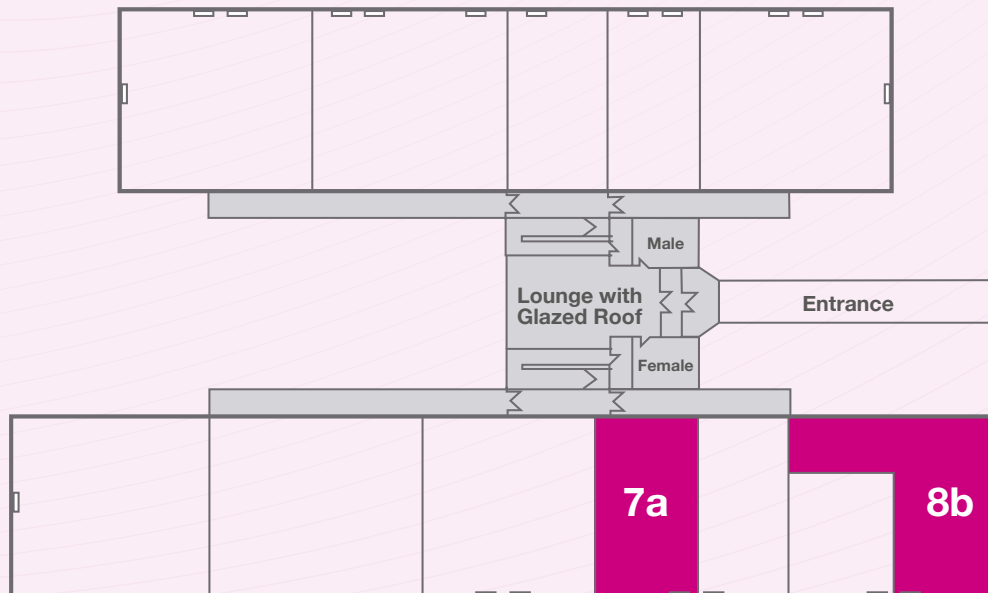 Male
Lounge with
Glazed Roof
Entrance
Female
7a
8b